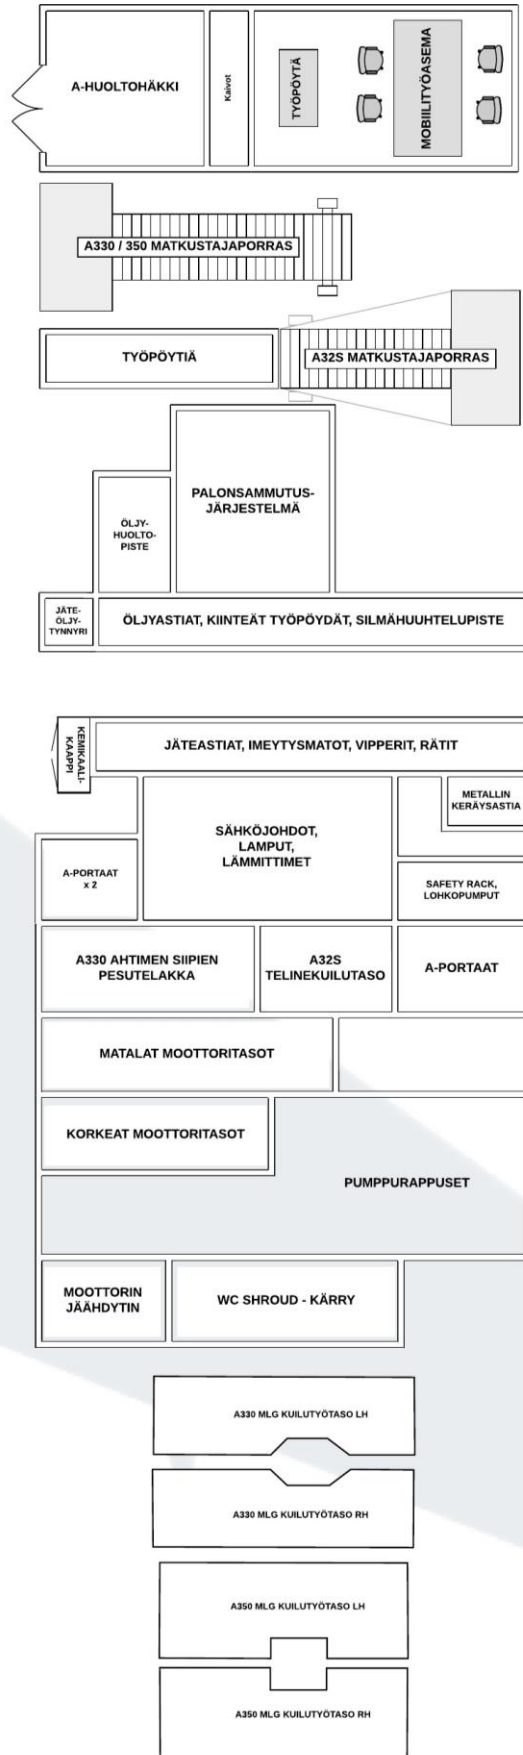 A-HUOLTOHÄKKI
Kaivot
TYÖPÖYTÄ
MOBIILITYÖASEMA
A330 / 350 MATKUSTAJAPORRAS
TYÖPÖYTIÄ
A32S MATKUSTAJAPORRAS
PALONSAMMUTUS-
JÄRJESTELMÄ
ÖLJY-
HUOLTO-
PISTE
JÄTE-
ÖLJY-
TYNNYRI
ÖLJYASTIAT, KIINTEÄT TYÖPÖYDÄT, SILMÄHUUHTELUPISTE
KEMIKAALI-
KAAPPI
JÄTEASTIAT, IMEYTYSMATOT, VIPPERIT, RÄTIT
METALLIN
KERÄYSASTIA
SÄHKÖJOHDOT,
LAMPUT,
LÄMMITTIMET
A-PORTAAT
x 2
SAFETY RACK,
LOHKOPUMPUT
A330 AHTIMEN SIIPIEN
PESUTELAKKA
A32S
TELINEKUILUTASO
A-PORTAAT
MATALAT MOOTTORITASOT
KORKEAT MOOTTORITASOT
PUMPPURAPPUSET
MOOTTORIN
JÄÄHDYTIN
WC SHROUD - KÄRRY
A330 MLG KUILUTYÖTASO LH
A330 MLG KUILUTYÖTASO RH
A350 MLG KUILUTYÖTASO LH
A350 MLG KUILUTYÖTASO RH